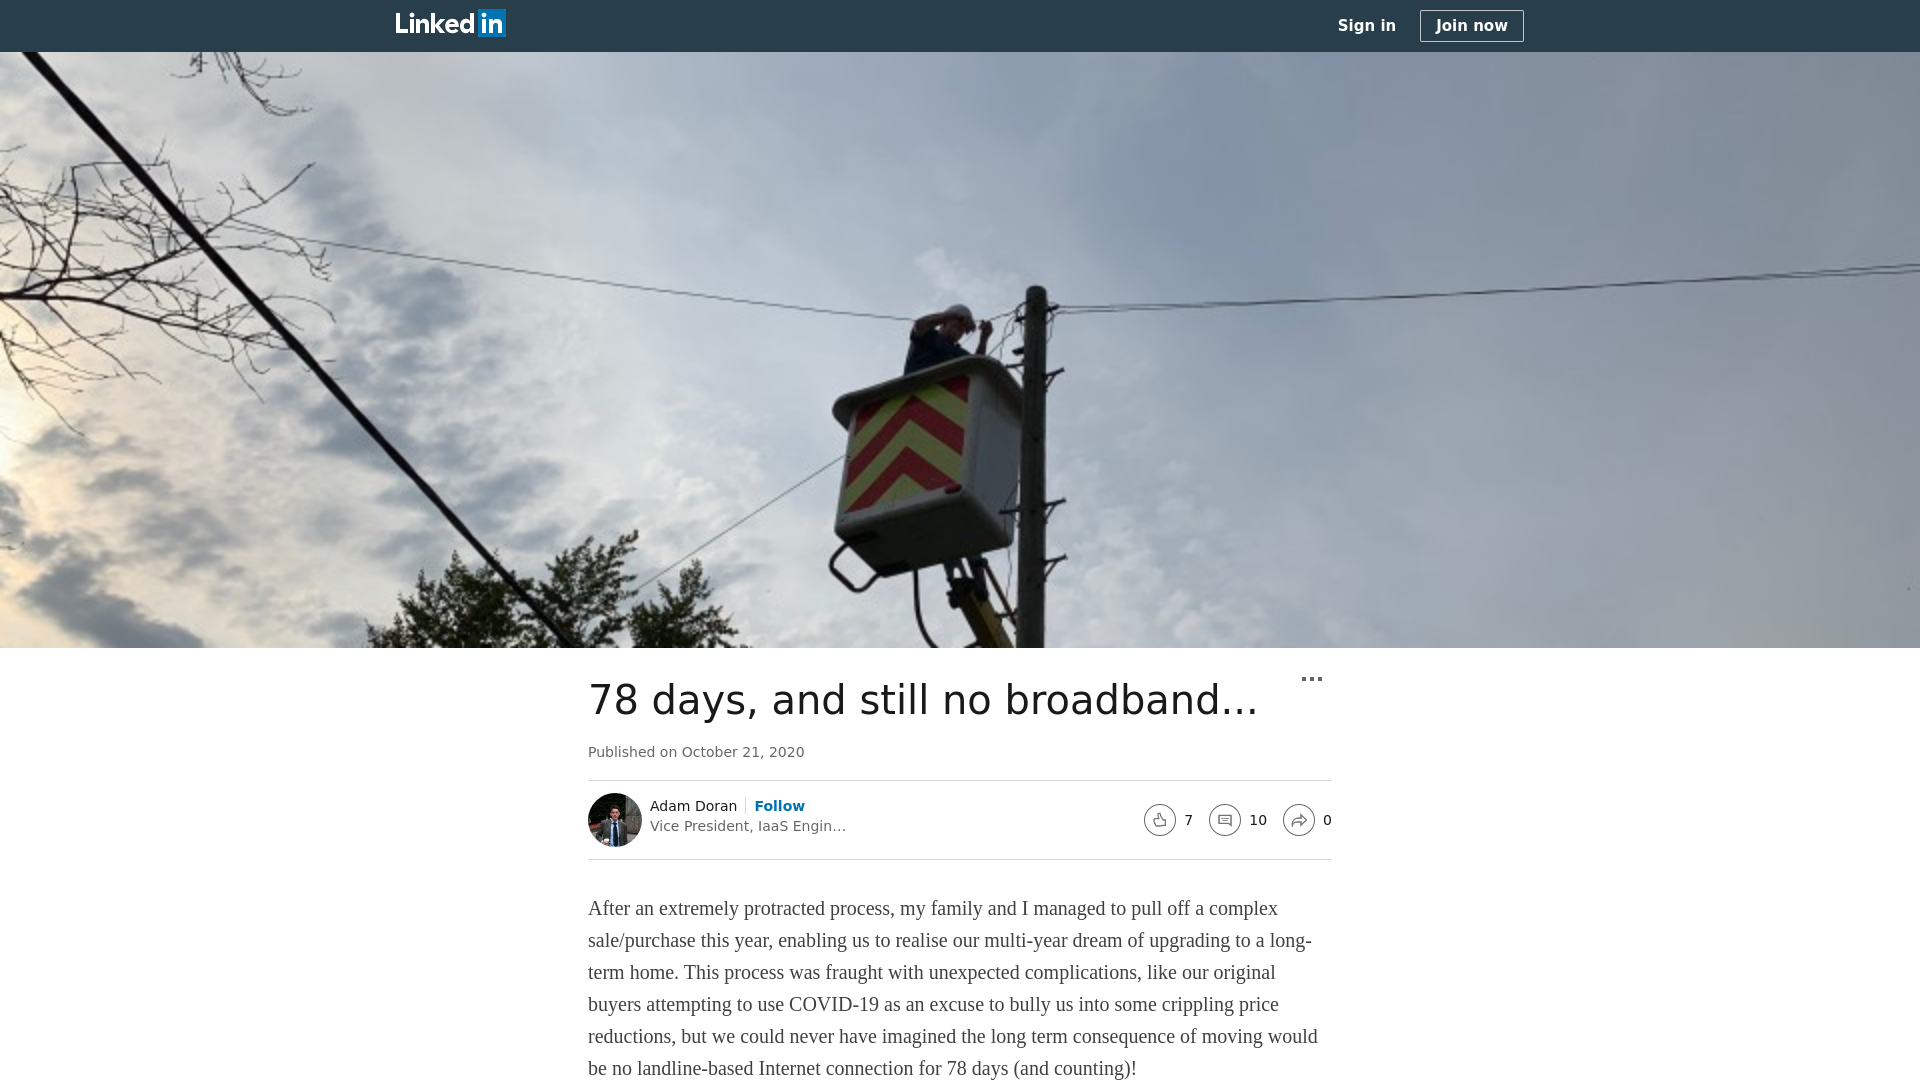 Linked in
Sign in
Join now
78 days, and still no broadband...
Published on October 21, 2020
Adam Doran
Follow
Vice President, IaaS Engin…
7
10
0
After an extremely protracted process, my family and I managed to pull off a complex
sale/purchase this year, enabling us to realise our multi-year dream of upgrading to a long-
term home. This process was fraught with unexpected complications, like our original
buyers attempting to use COVID-19 as an excuse to bully us into some crippling price
reductions, but we could never have imagined the long term consequence of moving would
be no landline-based Internet connection for 78 days (and counting)!